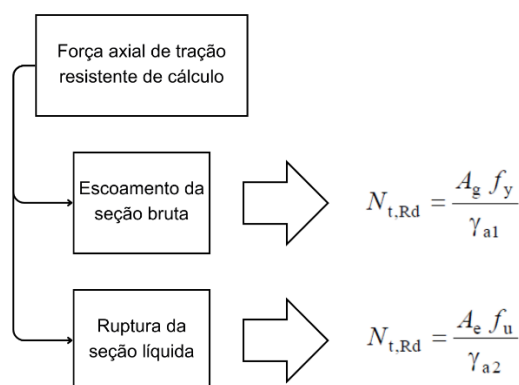 Força axial de tração
resistente de cálculo
Escoamento da
seção bruta
N_t,Rd = A_g f_y / γ_a1
Ruptura da
seção líquida
N_t,Rd = A_e f_u / γ_a2